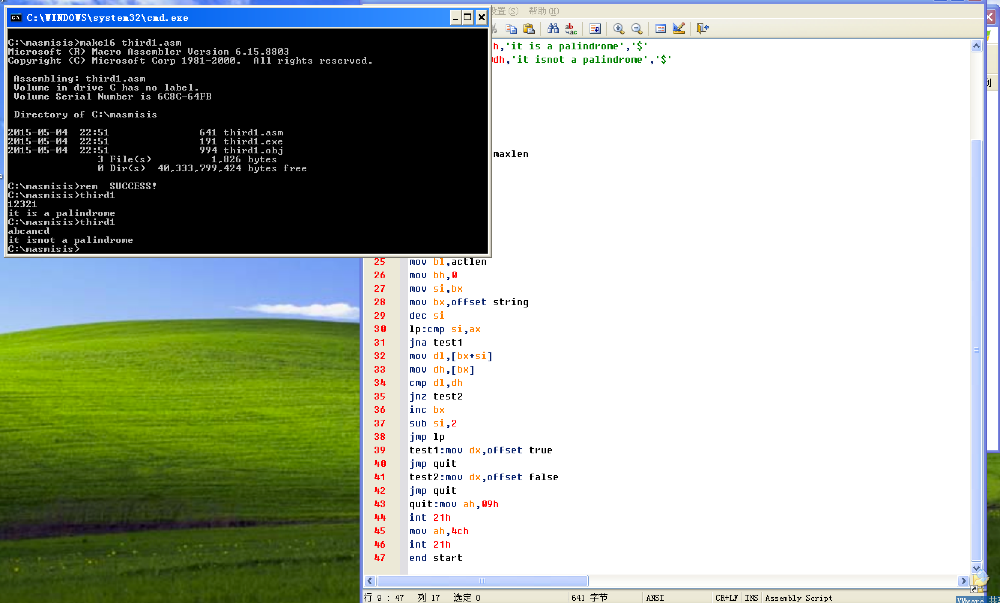 C:\WINDOWS\system32\cmd.exe
C:\masmisis>make16 third1.asm
Microsoft (R) Macro Assembler Version 6.15.8803
Copyright (C) Microsoft Corp 1981-2000.  All rights reserved.
Assembling: third1.asm
Volume in drive C has no label.
Volume Serial Number is 6C8C-64FB
Directory of C:\masmisis
2015-05-04  22:51               641 third1.asm
2015-05-04  22:51               191 third1.exe
2015-05-04  22:51               994 third1.obj
3 File(s)          1,826 bytes
0 Dir(s)  40,333,799,424 bytes free
C:\masmisis>rem  SUCCESS!
C:\masmisis>third1
12321
it is a palindrome
C:\masmisis>third1
abcancd
it isnot a palindrome
C:\masmisis>
设置(S) 帮助(H)
h,'it is a palindrome','$'
dh,'it isnot a palindrome','$'
maxlen
25 mov bl,actlen
26 mov bh,0
27 mov si,bx
28 mov bx,offset string
29 dec si
30 lp:cmp si,ax
31 jna test1
32 mov dl,[bx+si]
33 mov dh,[bx]
34 cmp dl,dh
35 jnz test2
36 inc bx
37 sub si,2
38 jmp lp
39 test1:mov dx,offset true
40 jmp quit
41 test2:mov dx,offset false
42 jmp quit
43 quit:mov ah,09h
44 int 21h
45 mov ah,4ch
46 int 21h
47 end start
行 9 : 47 列 17 选定 0 641 字节 ANSI CR+LF INS Assembly Script
VMware 共